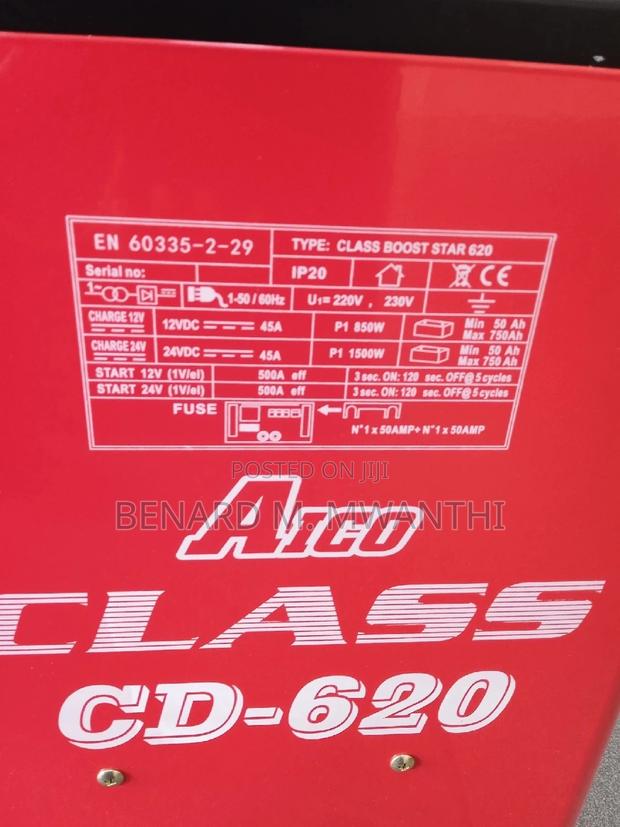 EN 60335-2-29 TYPE: CLASS BOOST STAR 620
Serial no: IP20 CE
1~ 1-50/60Hz U1=220V, 230V
CHARGE 12V 12VDC 45A P1 850W Min 50 Ah
Max 750Ah
CHARGE 24V 24VDC 45A P1 1500W Min 50 Ah
Max 750 Ah
START 12V (1V/el) 500A eff 3 sec. ON: 120 sec. OFF@5 cycles
START 24V (1V/el) 500A eff 3 sec. ON: 120 sec. OFF@5 cycles
FUSE
N°1 x 50AMP+ N°1 x 50AMP
POSTED ON JIJI
BENARD M. MWANTHI
AICO
CLASS
CD-620